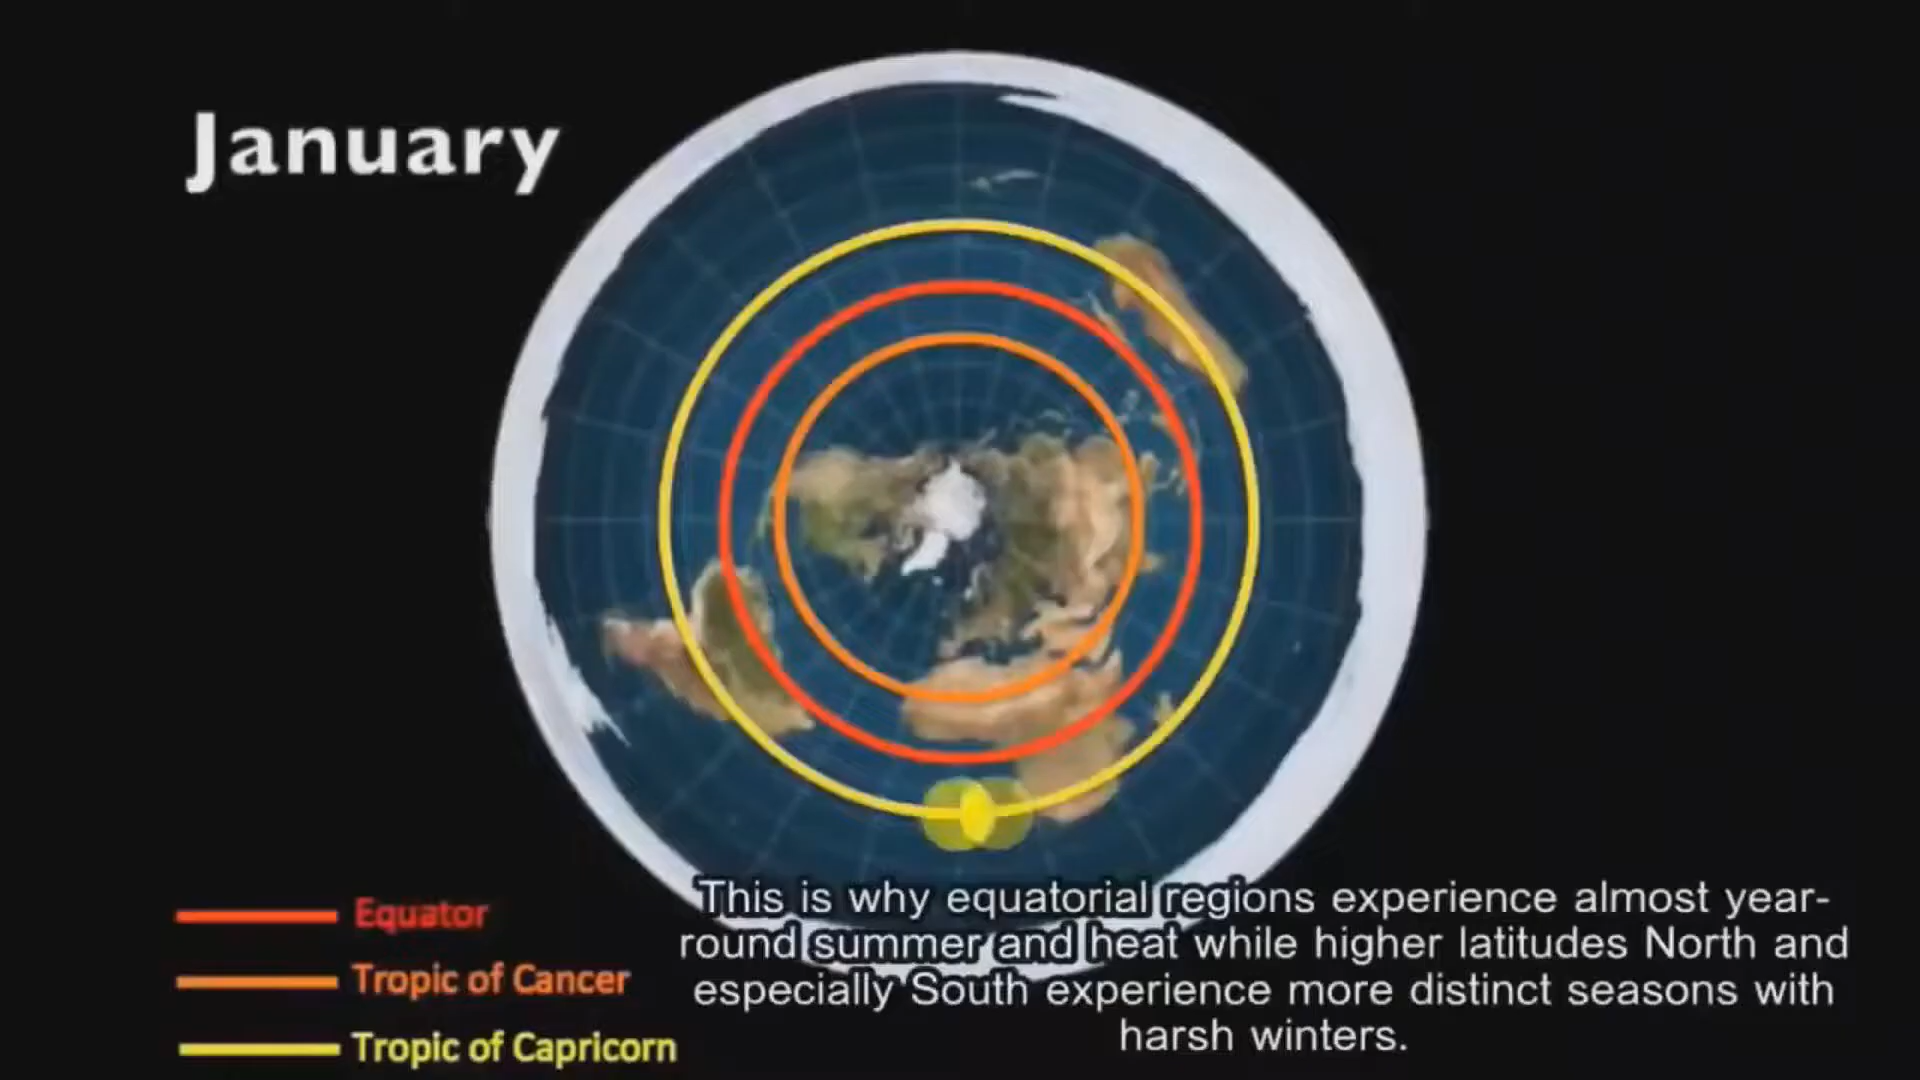 January
Equator
Tropic of Cancer
Tropic of Capricorn
This is why equatorial regions experience almost year-
round summer and heat while higher latitudes North and
especially South experience more distinct seasons with
harsh winters.